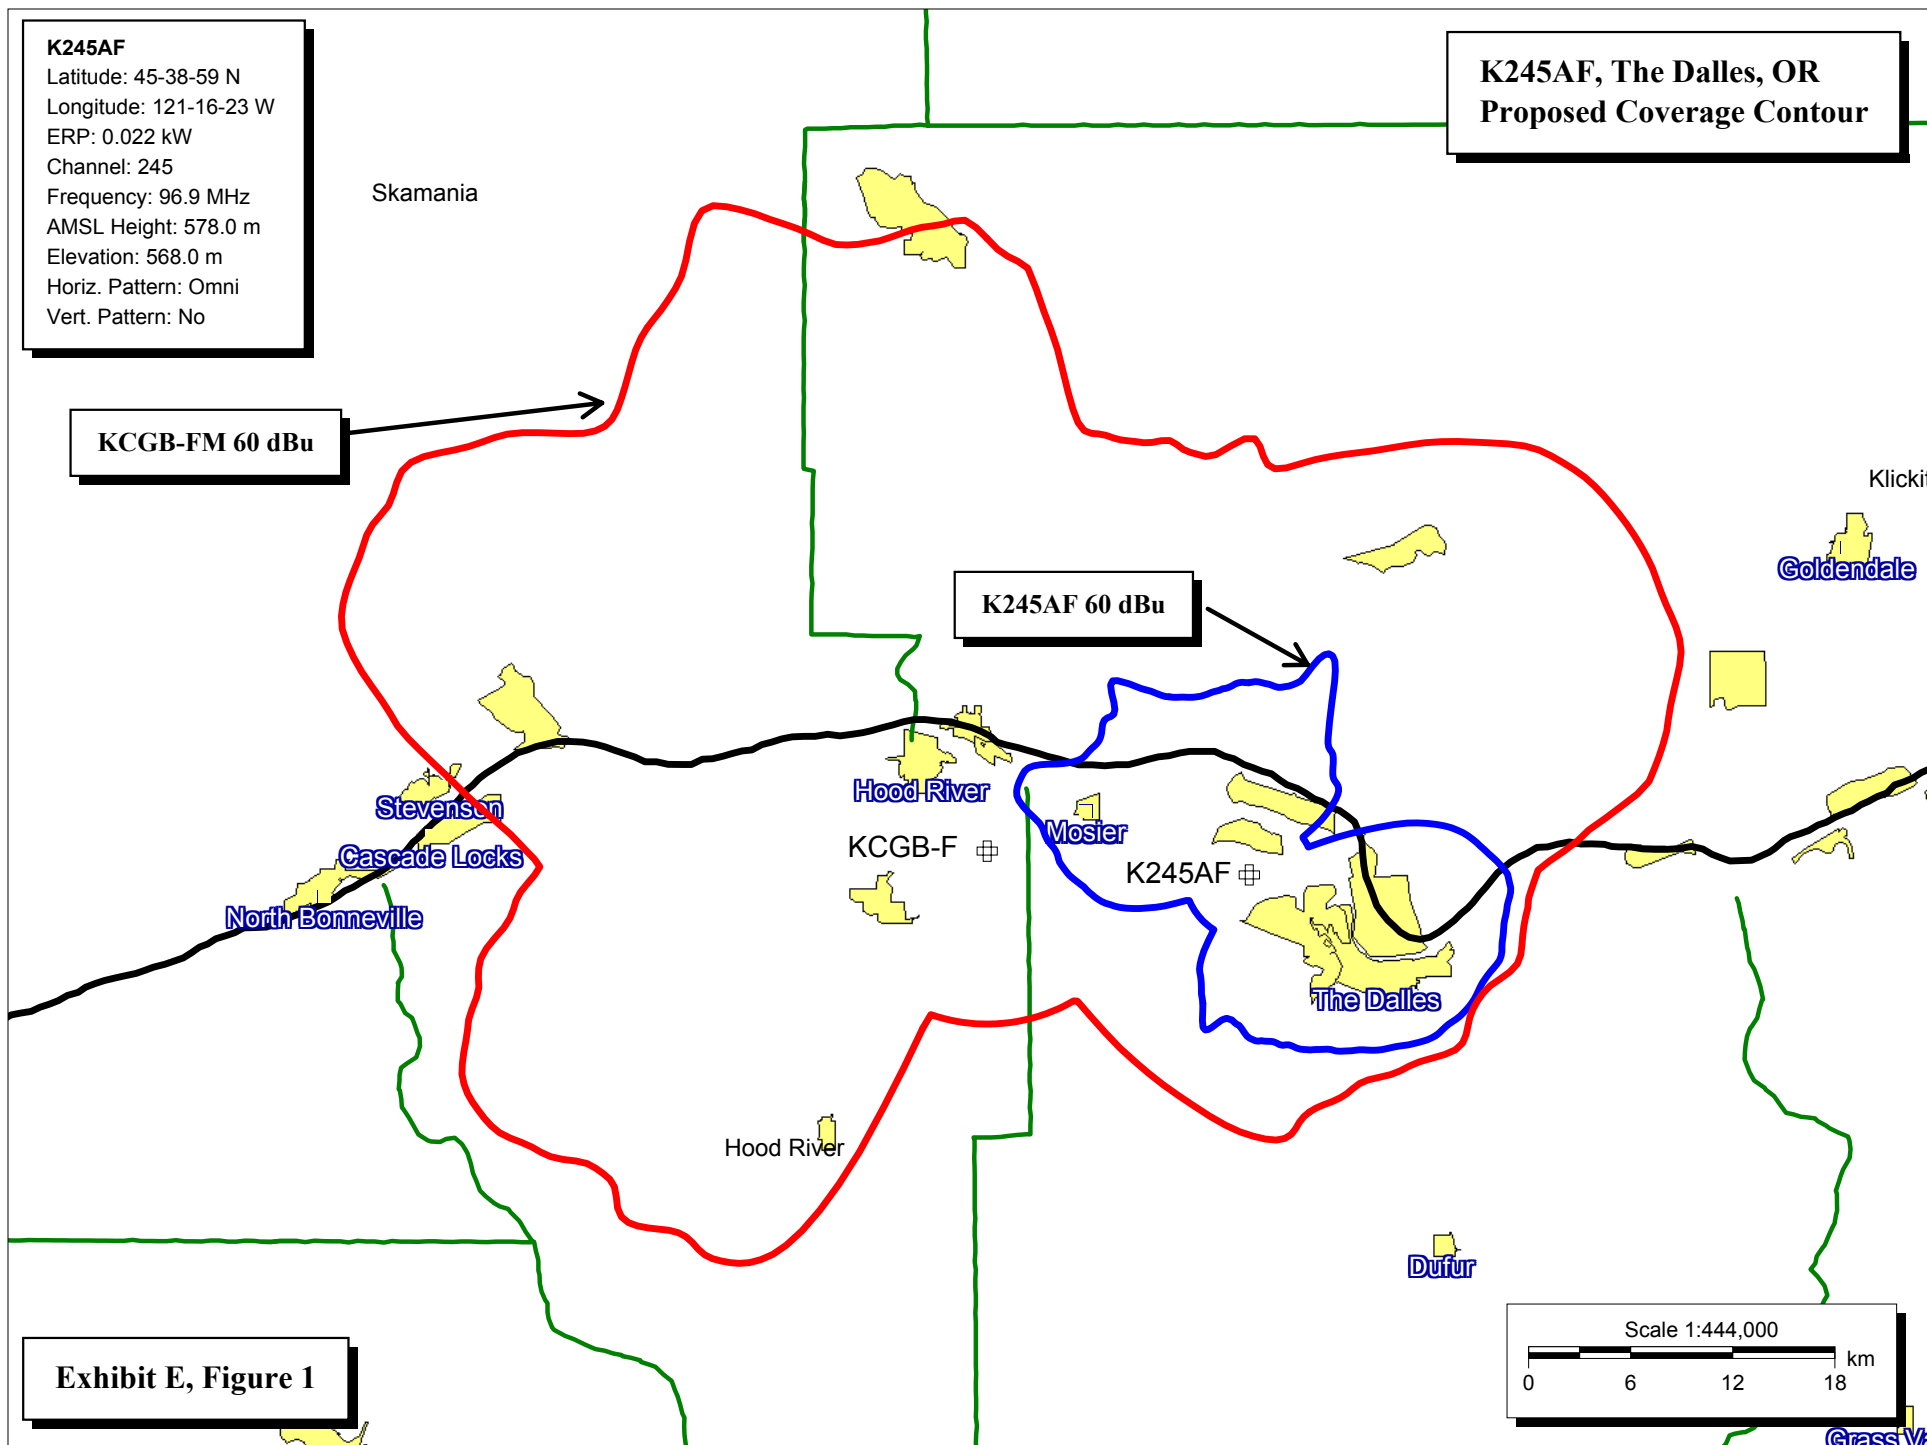 K245AF
Latitude: 45-38-59 N
Longitude: 121-16-23 W
ERP: 0.022 kW
Channel: 245
Frequency: 96.9 MHz
AMSL Height: 578.0 m
Elevation: 568.0 m
Horiz. Pattern: Omni
Vert. Pattern: No
K245AF, The Dalles, OR
Proposed Coverage Contour
Skamania
KCGB-FM 60 dBu
Klickit
Goldendale
K245AF 60 dBu
Hood River
Stevenson
Mosier
KCGB-F
Cascade Locks
K245AF
North Bonneville
The Dalles
Hood River
Dufur
Scale 1:444,000
km
0 6 12 18
Exhibit E, Figure 1
Grass Va